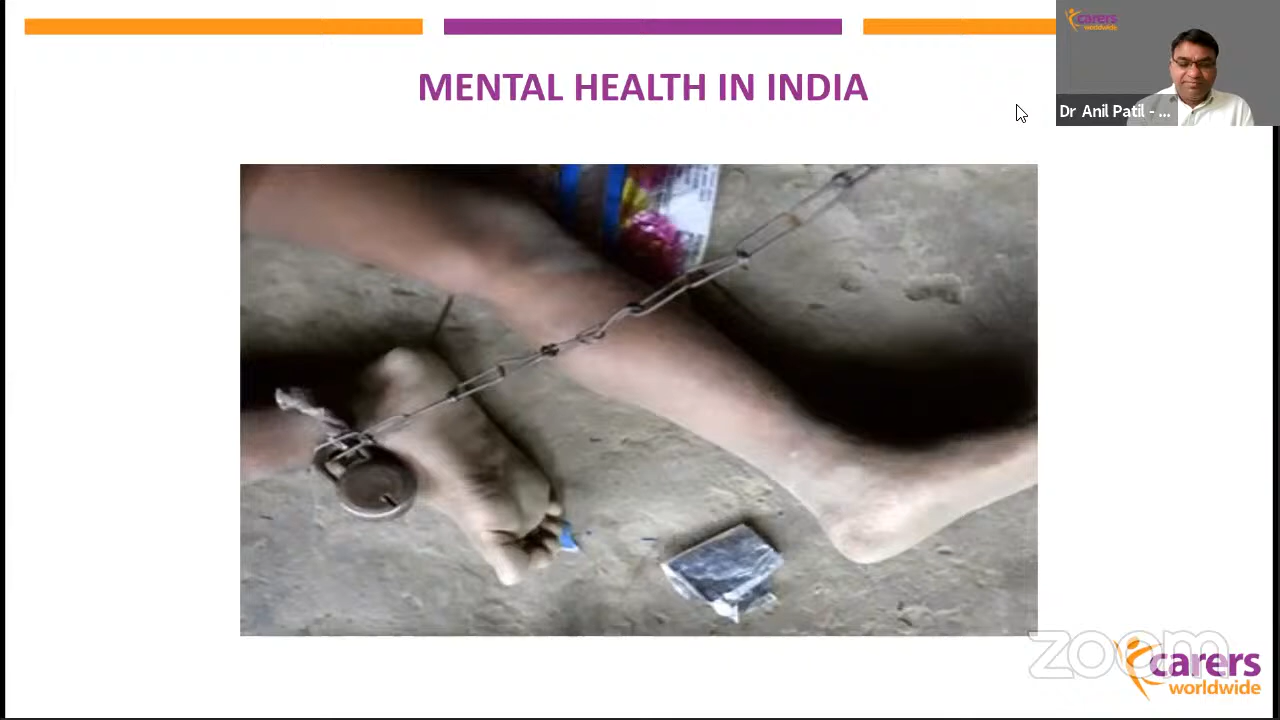 MENTAL HEALTH IN INDIA
carers
worldwide
Dr Anil Patil - ...
zoom
carers
worldwide